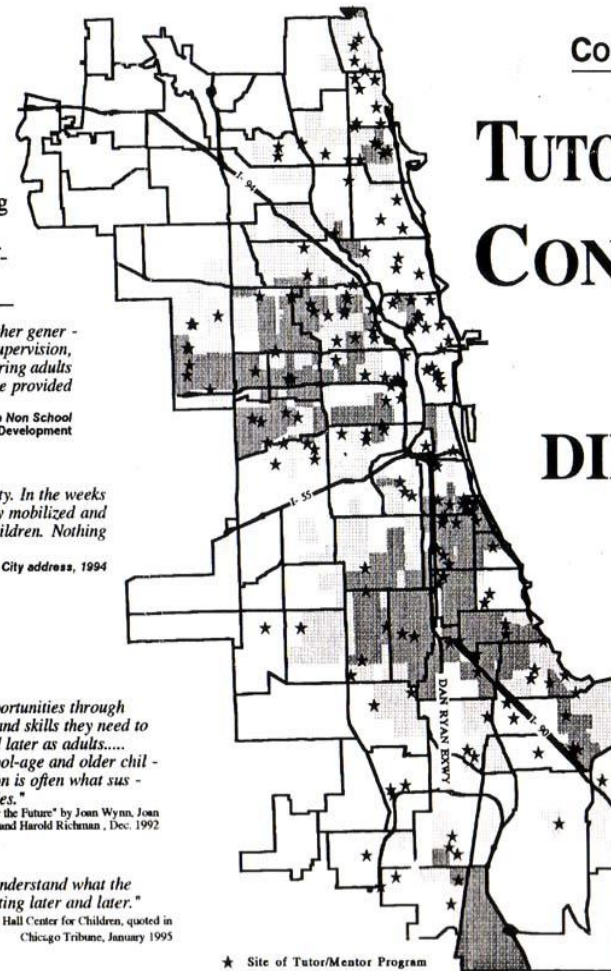 Co
TUTO
CON
DI
g
-
her gener -
upervision,
ring adults
e provided
Non School
Development
ty. In the weeks
y mobilized and
ildren. Nothing
City address, 1994
ortunities through
and skills they need to
l later as adults.....
ool-age and older chil -
on is often what sus -
es."
the Future" by Joan Wynn, Joan
and Harold Richman , Dec. 1992
nderstand what the
ting later and later."
Hall Center for Children, quoted in
Chicago Tribune, January 1995
I- 94
I- 55
DAN RYAN EXWY
I- 90
★ Site of Tutor/Mentor Program